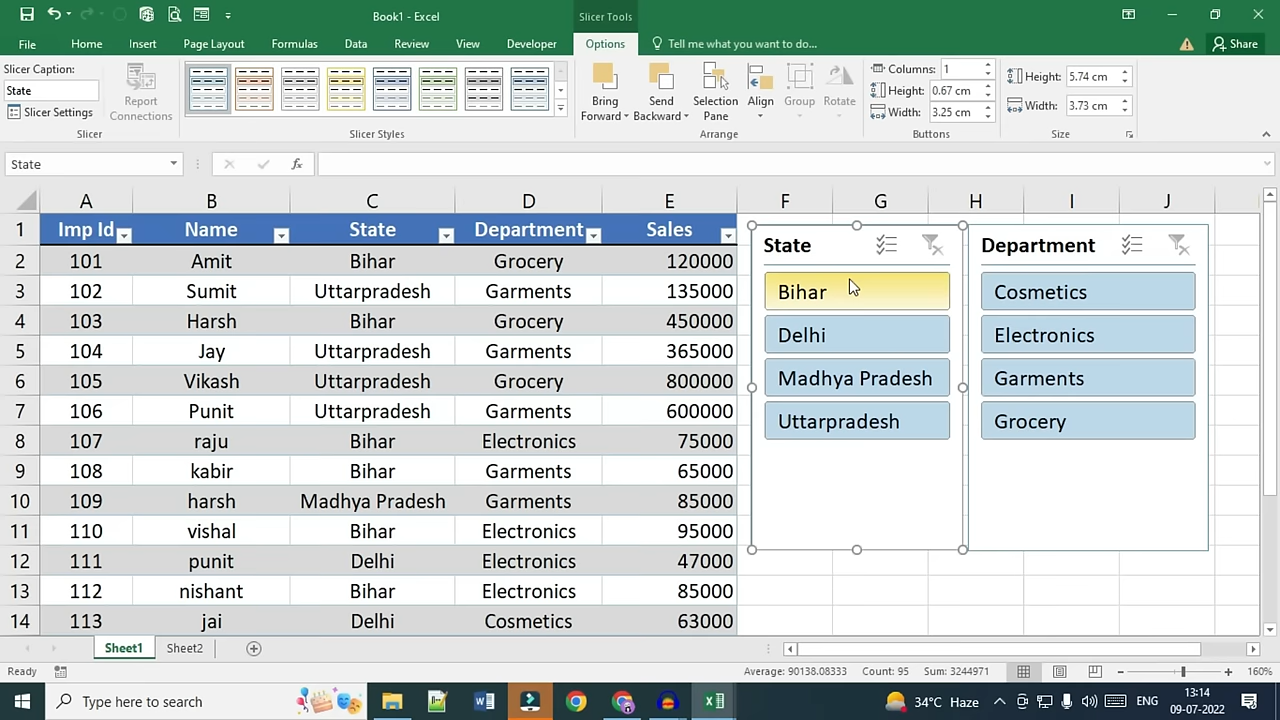 Book1 - Excel
Slicer Tools
File Home Insert Page Layout Formulas Data Review View Developer Options Tell me what you want to do... Share
Slicer Caption:
State
Slicer Settings
Report
Connections
Slicer
Slicer Styles
Bring
Forward
Send
Backward
Selection
Pane
Align
Group
Rotate
Arrange
Columns: 1
Height: 0.67 cm
Width: 3.25 cm
Buttons
Height: 5.74 cm
Width: 3.73 cm
Size
State
fx
A B C D E F G H I J
1 Imp Id Name State Department Sales
2 101 Amit Bihar Grocery 120000
3 102 Sumit Uttarpradesh Garments 135000
4 103 Harsh Bihar Grocery 450000
5 104 Jay Uttarpradesh Garments 365000
6 105 Vikash Uttarpradesh Grocery 800000
7 106 Punit Uttarpradesh Garments 600000
8 107 raju Bihar Electronics 75000
9 108 kabir Bihar Garments 65000
10 109 harsh Madhya Pradesh Garments 85000
11 110 vishal Bihar Electronics 95000
12 111 punit Delhi Electronics 47000
13 112 nishant Bihar Electronics 85000
14 113 jai Delhi Cosmetics 63000
State
Bihar
Delhi
Madhya Pradesh
Uttarpradesh
Department
Cosmetics
Electronics
Garments
Grocery
Sheet1 Sheet2
Ready
Average: 90138.08333 Count: 95 Sum: 3244971
160%
Type here to search
34°C Haze
ENG
13:14
09-07-2022